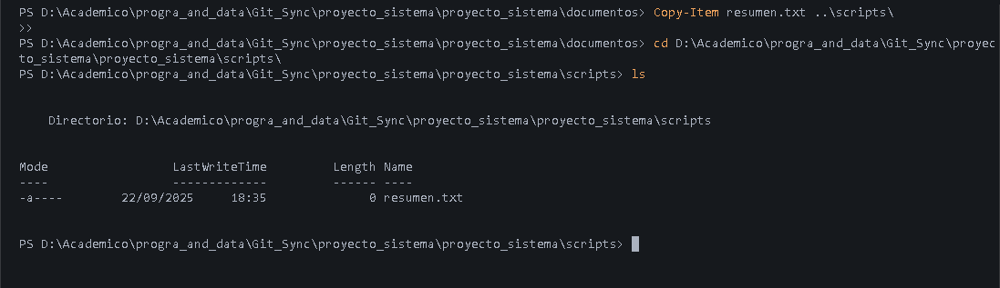 PS D:\Academico\progra_and_data\Git_Sync\proyecto_sistema\proyecto_sistema\documentos> Copy-Item resumen.txt ..\scripts\
>>
PS D:\Academico\progra_and_data\Git_Sync\proyecto_sistema\proyecto_sistema\documentos> cd D:\Academico\progra_and_data\Git_Sync\proyec
to_sistema\proyecto_sistema\scripts\
PS D:\Academico\progra_and_data\Git_Sync\proyecto_sistema\proyecto_sistema\scripts> ls
Directorio: D:\Academico\progra_and_data\Git_Sync\proyecto_sistema\proyecto_sistema\scripts
Mode                 LastWriteTime         Length Name
----                 -------------         ------ ----
-a----        22/09/2025     18:35              0 resumen.txt
PS D:\Academico\progra_and_data\Git_Sync\proyecto_sistema\proyecto_sistema\scripts>